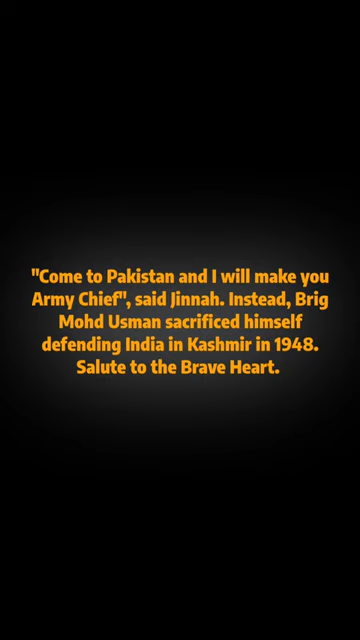 "Come to Pakistan and I will make you
Army Chief", said Jinnah. Instead, Brig
Mohd Usman sacrificed himself
defending India in Kashmir in 1948.
Salute to the Brave Heart.